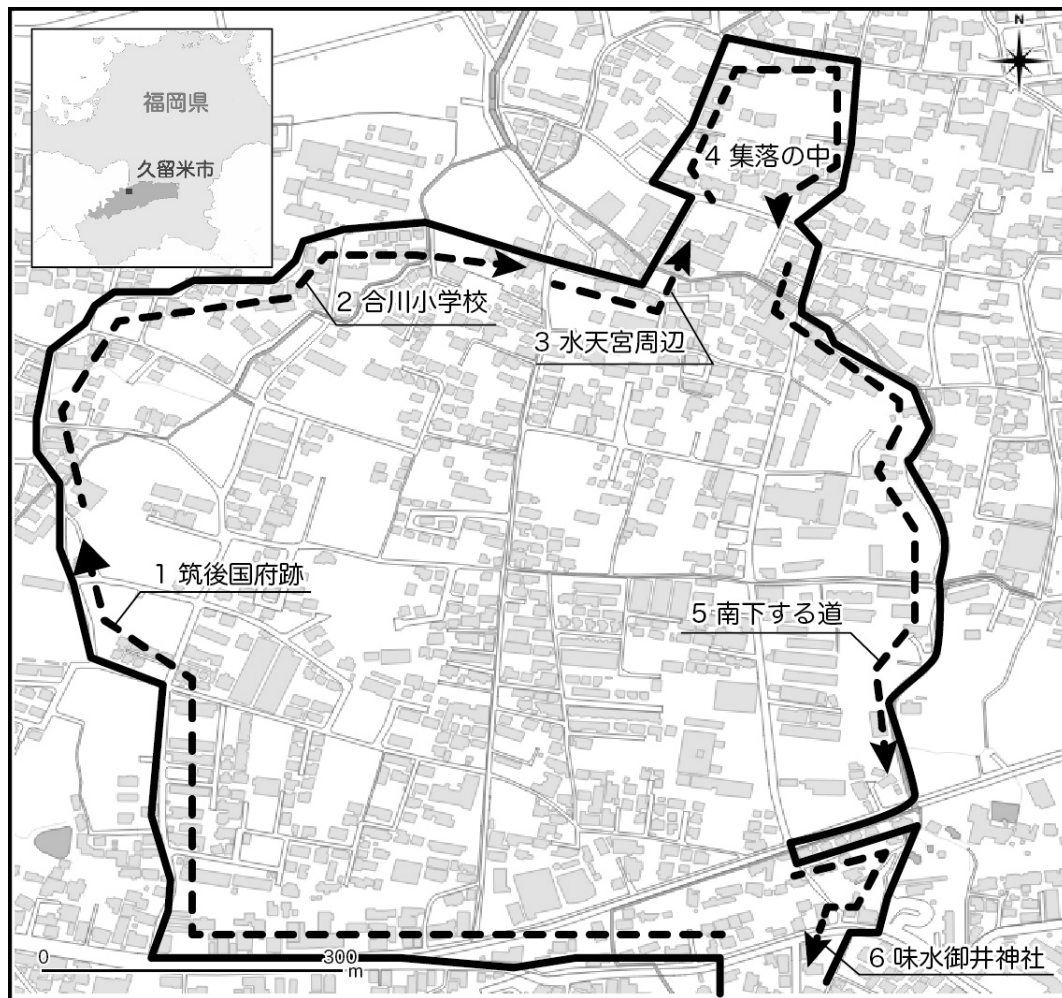 N
福岡県
久留米市
4 集落の中
2 合川小学校
3 水天宮周辺
1 筑後国府跡
5 南下する道
0 300
m
6 味水御井神社